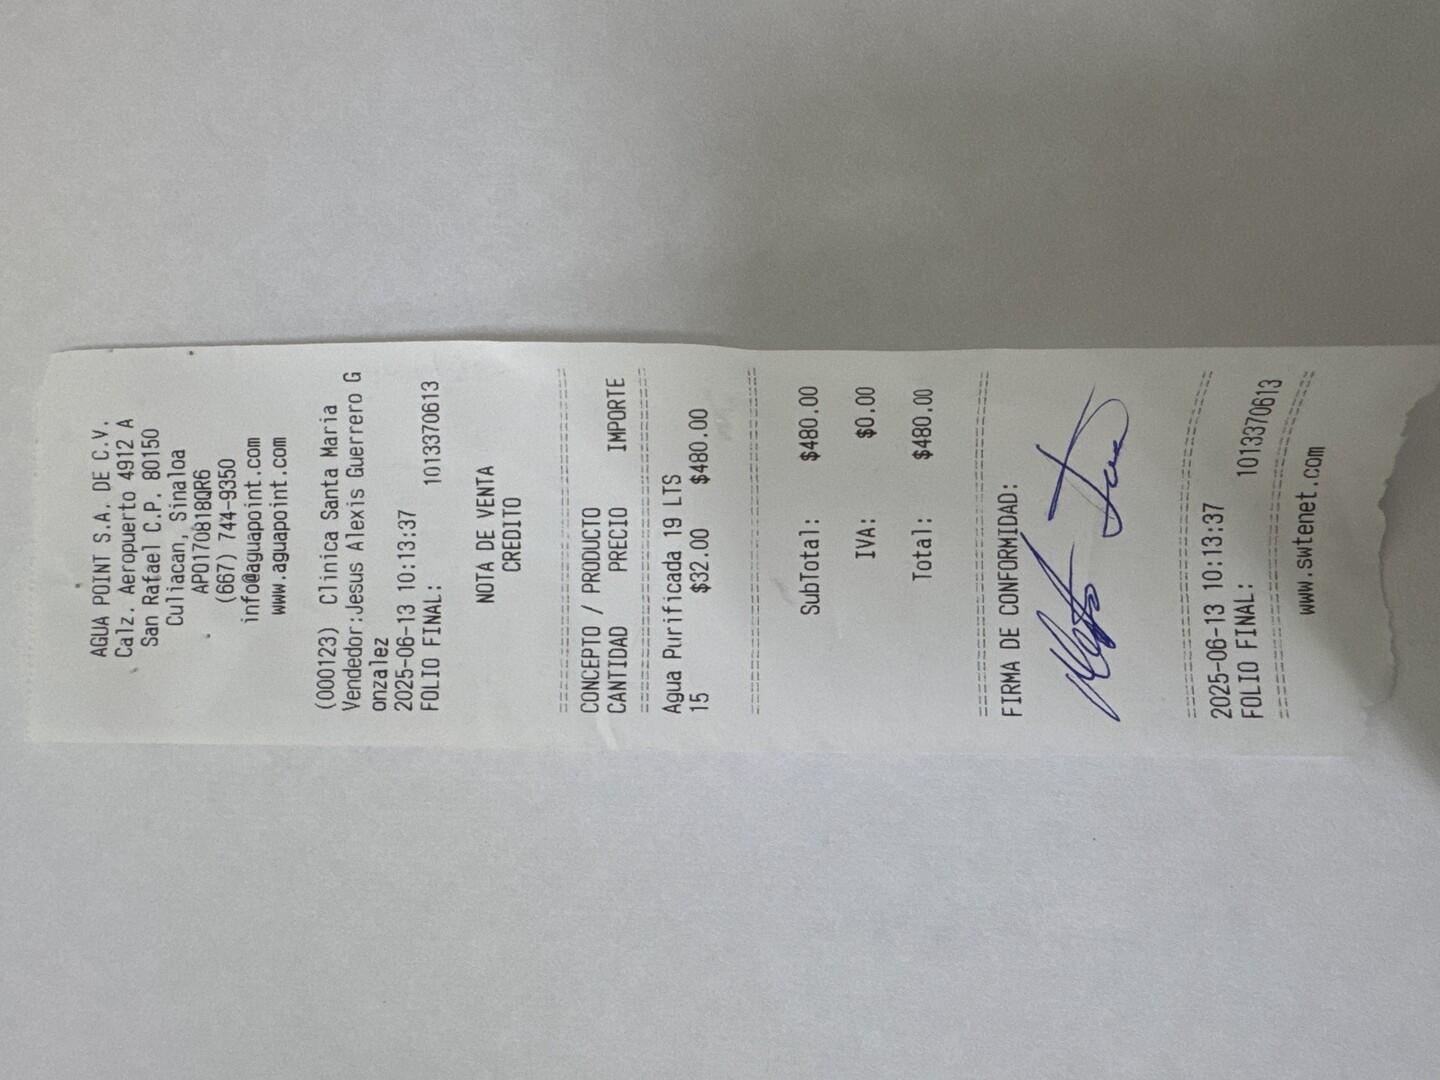 AGUA POINT S.A. DE C.V.
Calz. Aeropuerto 4912 A
San Rafael C.P. 80150
Culiacan, Sinaloa
APO170818QR6
(667) 744-9350
info@aguapoint.com
www.aguapoint.com
(000123) Clinica Santa Maria
Vendedor:Jesus Alexis Guerrero G
onzalez
2025-06-13 10:13:37
FOLIO FINAL: 1013370613
NOTA DE VENTA
CREDITO
CONCEPTO / PRODUCTO
CANTIDAD PRECIO IMPORTE
Agua Purificada 19 LTS
15 $32.00 $480.00
SubTotal: $480.00
IVA: $0.00
Total: $480.00
FIRMA DE CONFORMIDAD:
2025-06-13 10:13:37
FOLIO FINAL: 1013370613
www.swtenet.com